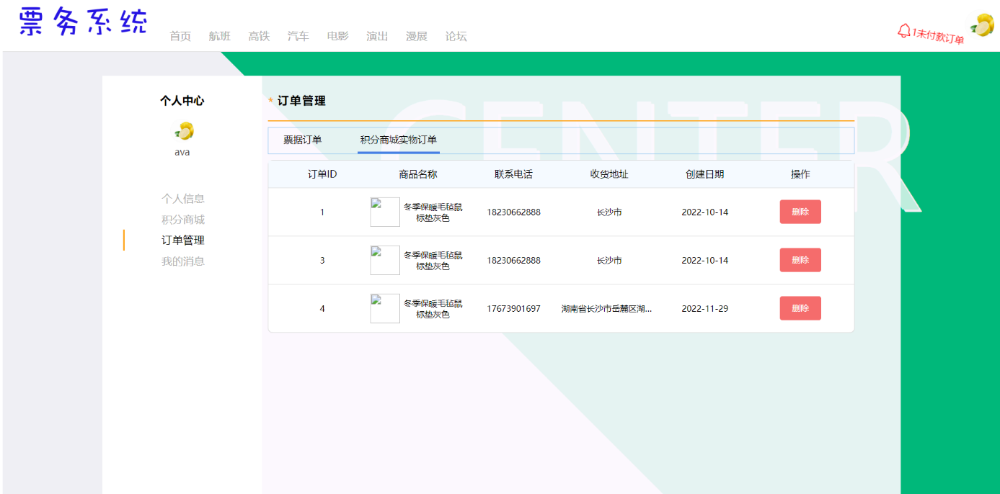 票务系统
首页 航班 高铁 汽车 电影 演出 漫展 论坛
1未付款订单
个人中心
ava
个人信息
积分商城
订单管理
我的消息
* 订单管理
CENTER
票据订单 积分商城实物订单
订单ID 商品名称 联系电话 收货地址 创建日期 操作
1 冬季保暖毛毡鼠 18230662888 长沙市 2022-10-14 删除
标垫灰色
3 冬季保暖毛毡鼠 18230662888 长沙市 2022-10-14 删除
标垫灰色
4 冬季保暖毛毡鼠 17673901697 湖南省长沙市岳麓区湖... 2022-11-29 删除
标垫灰色